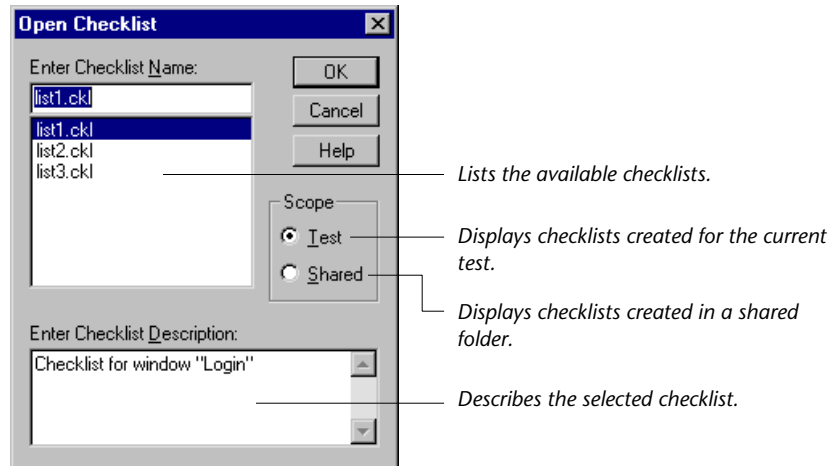 Open Checklist
Enter Checklist Name:
list1.ckl
list1.ckl
list2.ckl
list3.ckl
OK
Cancel
Help
Scope
Test
Shared
Enter Checklist Description:
Checklist for window "Login"
Lists the available checklists.
Displays checklists created for the current
test.
Displays checklists created in a shared
folder.
Describes the selected checklist.